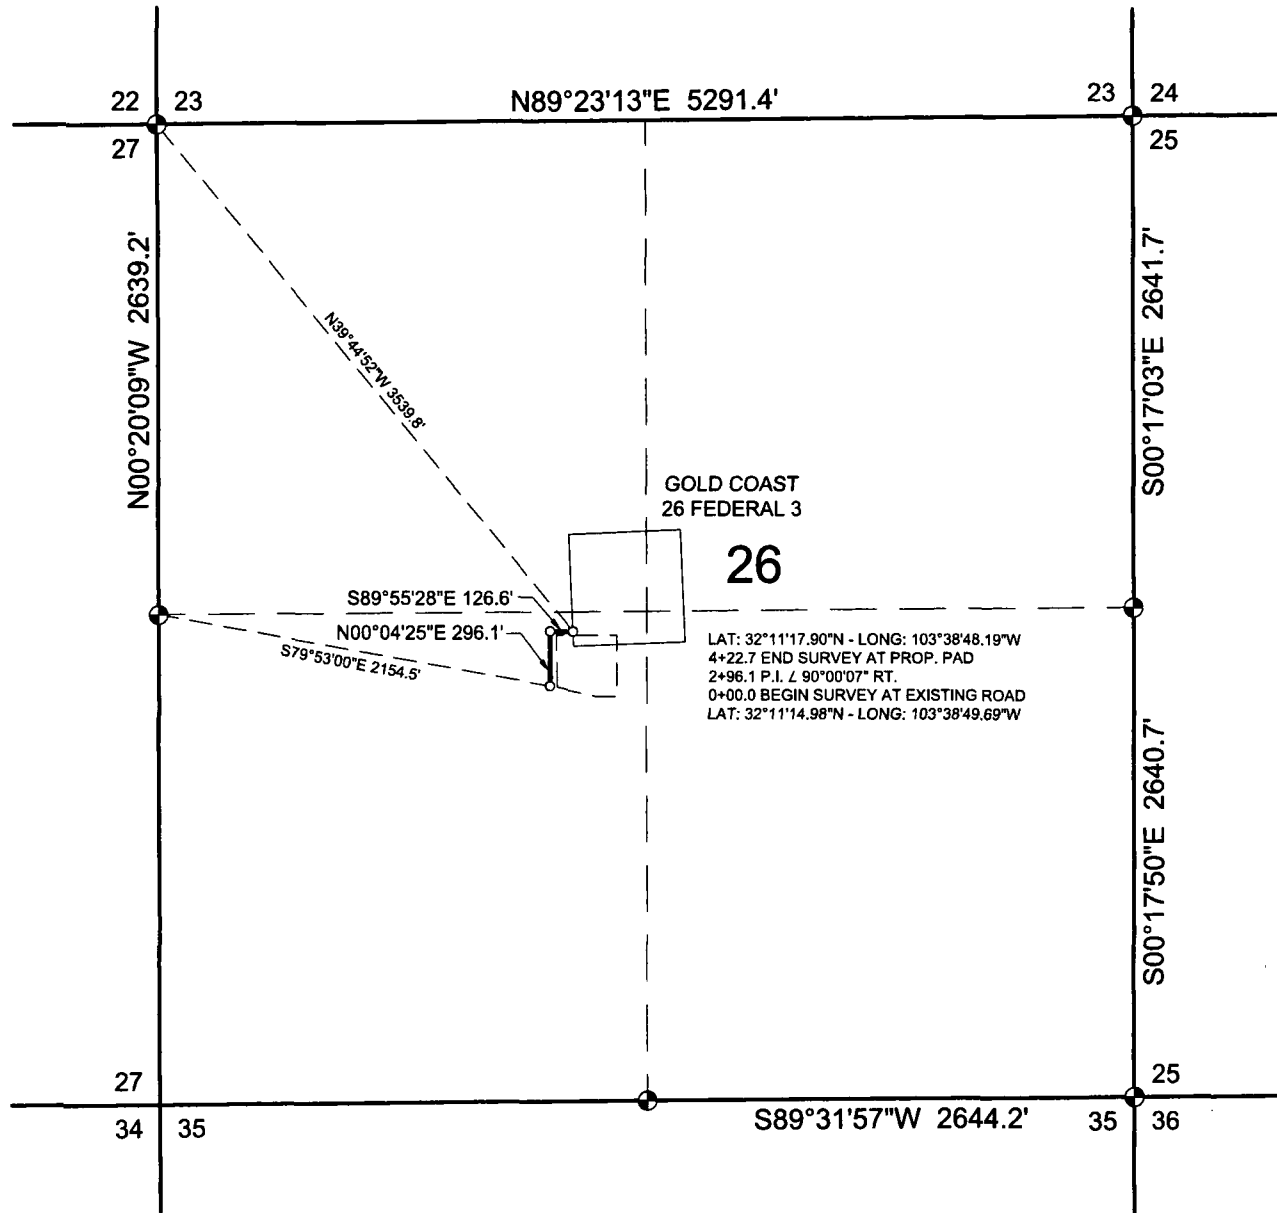 22 23
N89°23'13"E 5291.4'
23 24
27
25
N00°20'09"W 2639.2'
S00°17'03"E 2641.7'
N39°44'52"W 3539.8'
GOLD COAST
26 FEDERAL 3
26
S89°55'28"E 126.6'
N00°04'25"E 296.1'
S79°53'00"E 2154.5'
LAT: 32°11'17.90"N - LONG: 103°38'48.19"W
4+22.7 END SURVEY AT PROP. PAD
2+96.1 P.I. ∠ 90°00'07" RT.
0+00.0 BEGIN SURVEY AT EXISTING ROAD
LAT: 32°11'14.98"N - LONG: 103°38'49.69"W
S00°17'50"E 2640.7'
27
25
34 35
S89°31'57"W 2644.2'
35 36